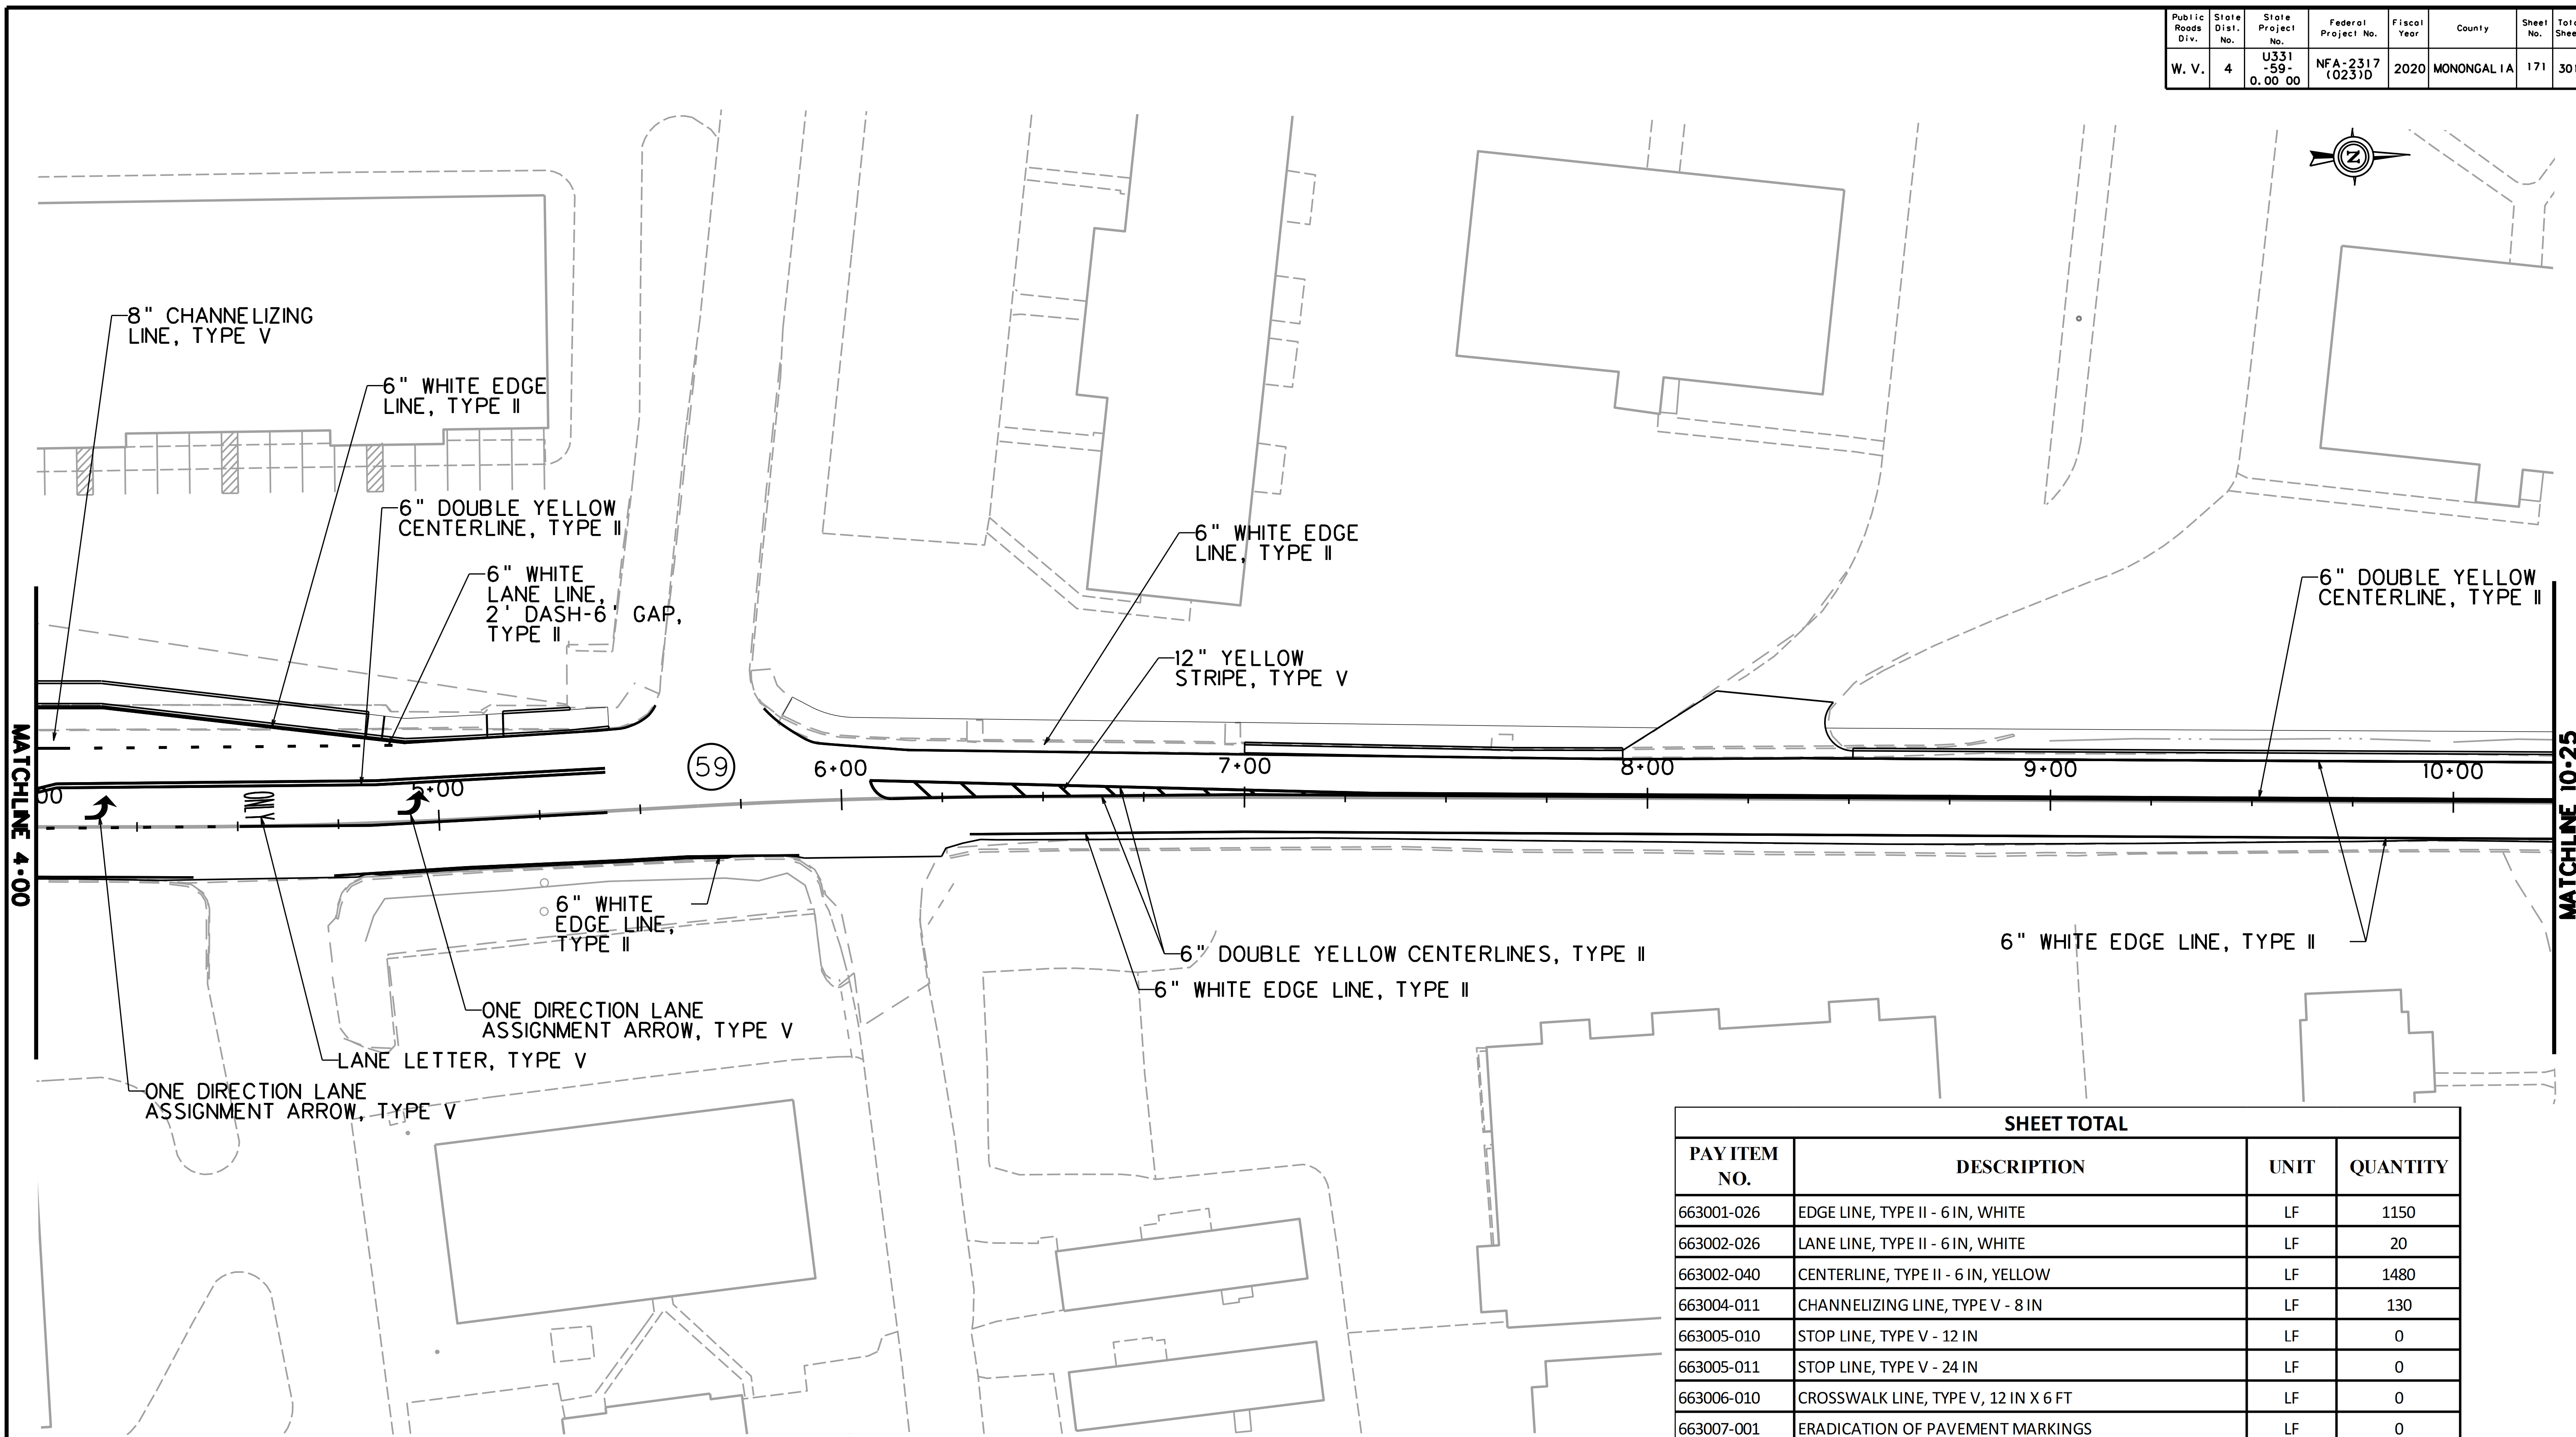 Public Roads Div.
State Dist. No.
State Project No.
Federal Project No.
Fiscal Year
County
Sheet No.
W. V.
4
U331 -59- 0.00 00
NFA-2317 (023)D
2020
MONONGALIA
171
N
8" CHANNELIZING
LINE, TYPE V
6" WHITE EDGE
LINE, TYPE II
6" DOUBLE YELLOW
CENTERLINE, TYPE II
6" WHITE
LANE LINE,
2' DASH-6' GAP,
TYPE II
6" WHITE EDGE
LINE, TYPE II
12" YELLOW
STRIPE, TYPE V
6" DOUBLE YELLOW
CENTERLINE, TYPE II
MATCHLINE 4+00
00
ONLY
5+00
59
6+00
7+00
8+00
9+00
10+00
MATCHLINE 10+25
6" WHITE
EDGE LINE,
TYPE II
6" DOUBLE YELLOW CENTERLINES, TYPE II
6" WHITE EDGE LINE, TYPE II
6" WHITE EDGE LINE, TYPE II
ONE DIRECTION LANE
ASSIGNMENT ARROW, TYPE V
LANE LETTER, TYPE V
ONE DIRECTION LANE
ASSIGNMENT ARROW, TYPE V
SHEET TOTAL
PAY ITEM NO. DESCRIPTION UNIT QUANTITY
663001-026 EDGE LINE, TYPE II - 6 IN, WHITE LF 1150
663002-026 LANE LINE, TYPE II - 6 IN, WHITE LF 20
663002-040 CENTERLINE, TYPE II - 6 IN, YELLOW LF 1480
663004-011 CHANNELIZING LINE, TYPE V - 8 IN LF 130
663005-010 STOP LINE, TYPE V - 12 IN LF 0
663005-011 STOP LINE, TYPE V - 24 IN LF 0
663006-010 CROSSWALK LINE, TYPE V, 12 IN X 6 FT LF 0
663007-001 ERADICATION OF PAVEMENT MARKINGS LF 0